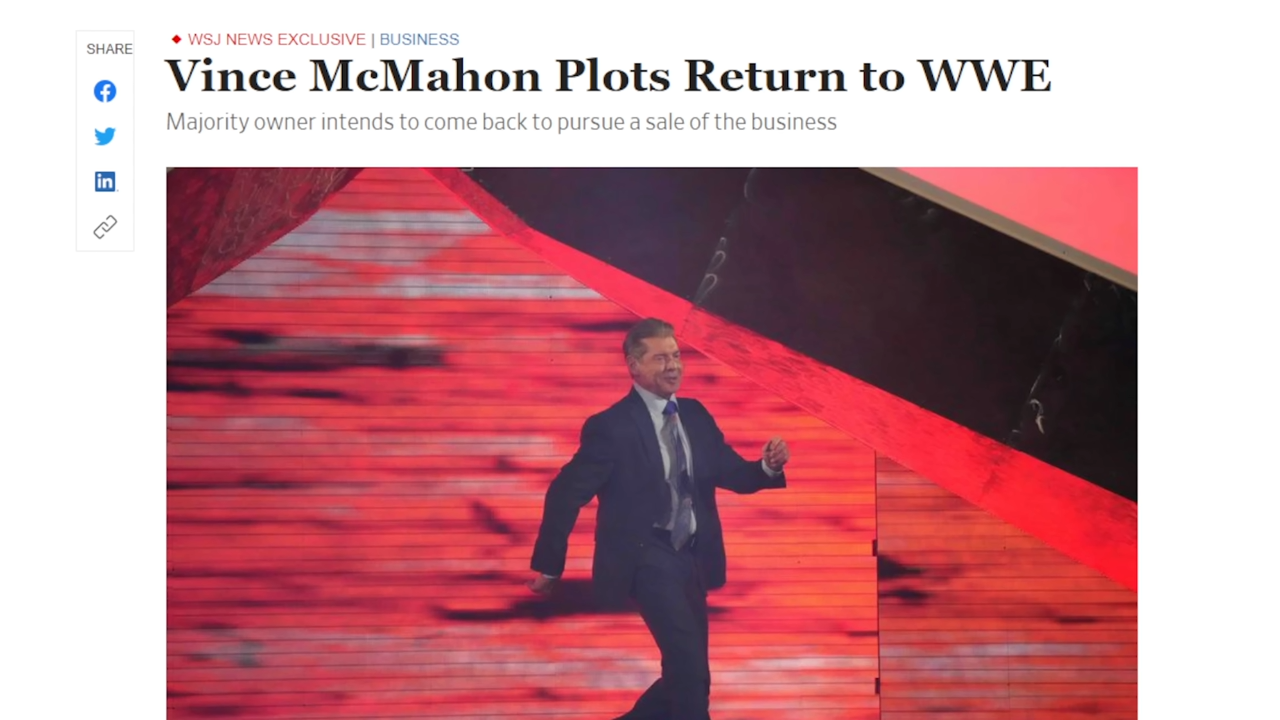 SHARE
◆ WSJ NEWS EXCLUSIVE | BUSINESS
Vince McMahon Plots Return to WWE
Majority owner intends to come back to pursue a sale of the business
in